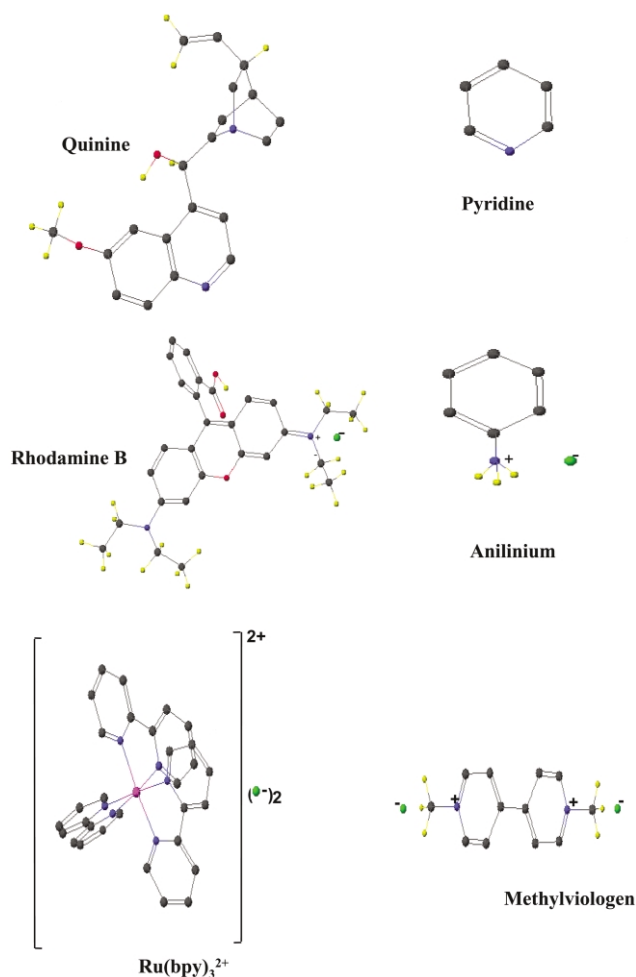 Quinine
Pyridine
Rhodamine B
+
-
-
+
-
Anilinium
2+
(-)2
Ru(bpy)₃²⁺
-
+
+
-
Methylviologen